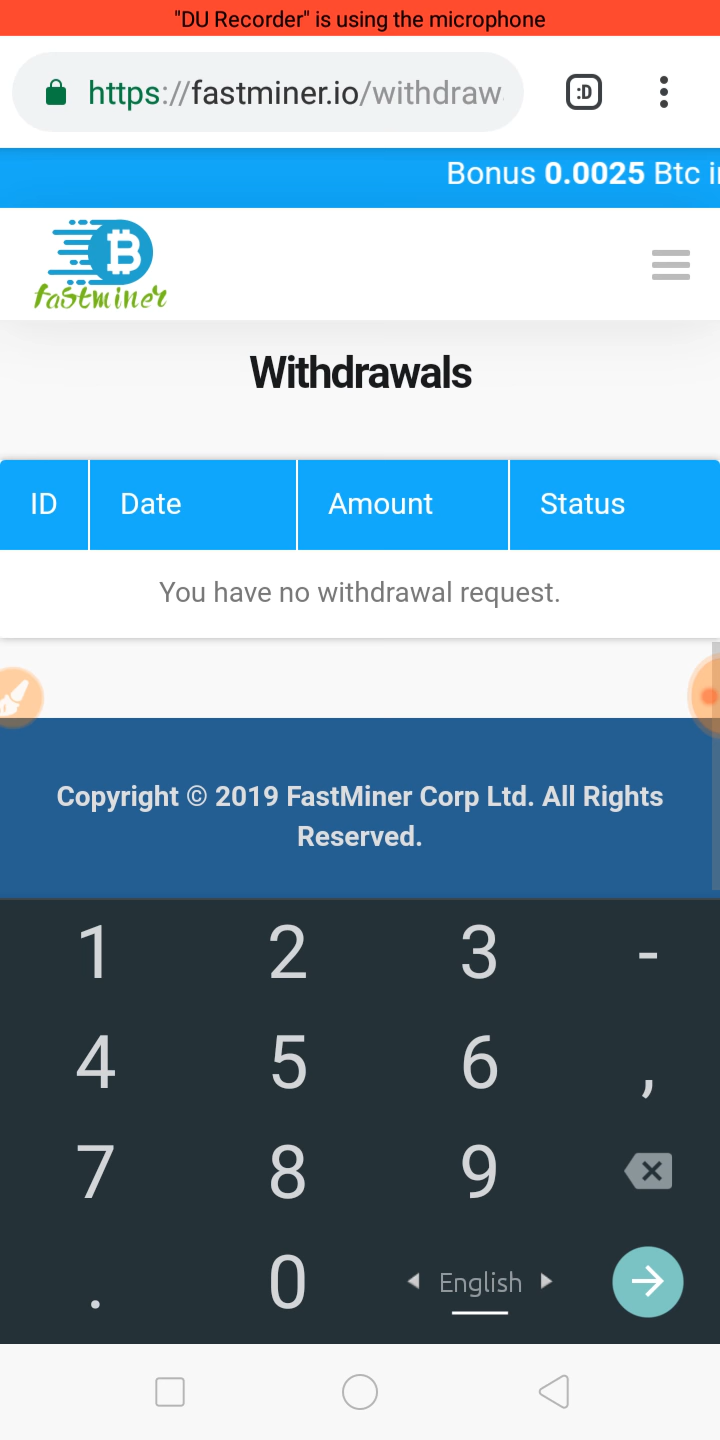 "DU Recorder" is using the microphone
https://fastminer.io/withdraw
:D
Bonus 0.0025 Btc i
fastminer
Withdrawals
ID Date Amount Status
You have no withdrawal request.
Copyright © 2019 FastMiner Corp Ltd. All Rights
Reserved.
1 2 3 -
4 5 6 ,
7 8 9
. 0 English